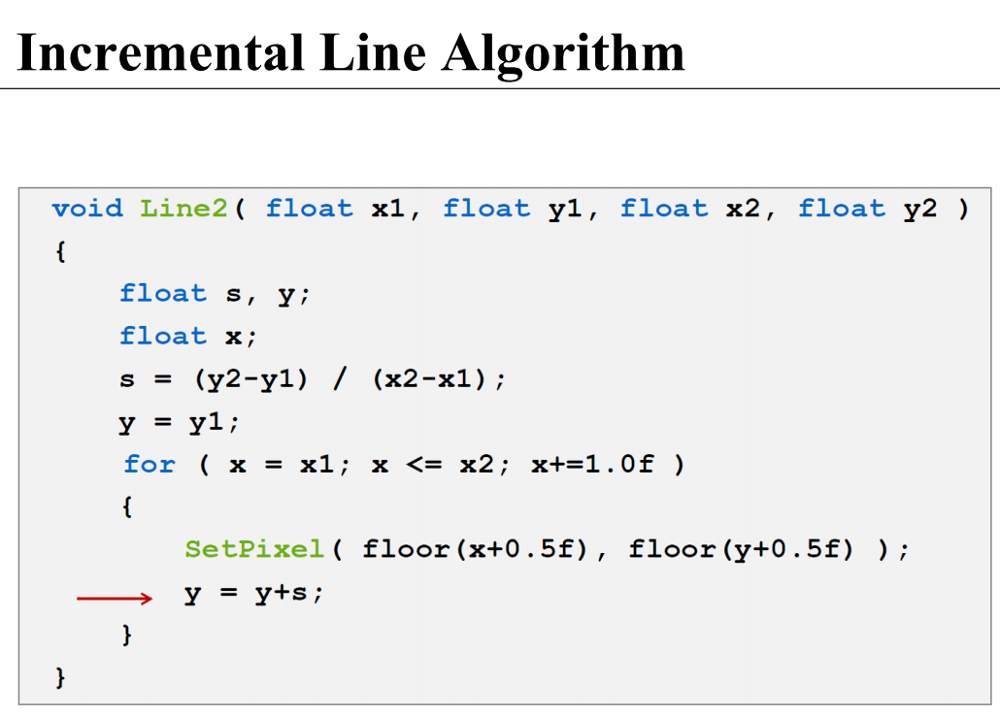 Incremental Line Algorithm
void Line2( float x1, float y1, float x2, float y2 )
{
float s, y;
float x;
s = (y2-y1) / (x2-x1);
y = y1;
for ( x = x1; x <= x2; x+=1.0f )
{
SetPixel( floor(x+0.5f), floor(y+0.5f) );
y = y+s;
}
}